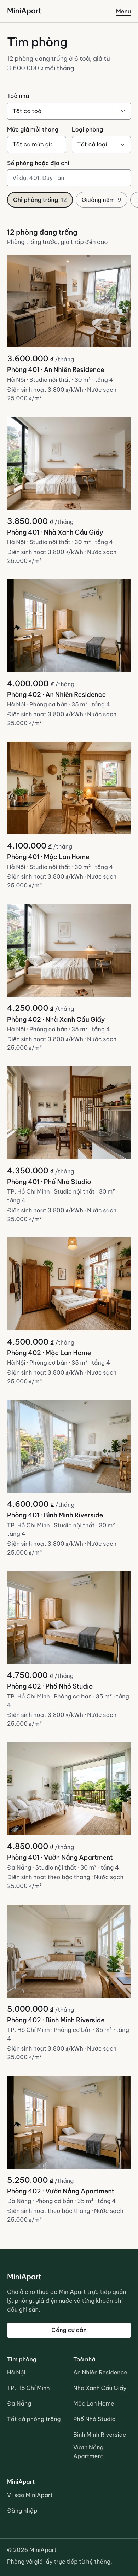 MiniApart
Menu
Tìm phòng
12 phòng đang trống ở 6 toà, giá từ
3.600.000 ₫ mỗi tháng.
Toà nhà
Tất cả toà
Mức giá mỗi tháng
Loại phòng
Tất cả mức giá
Tất cả loại
Số phòng hoặc địa chỉ
Ví dụ: 401, Duy Tân
Chỉ phòng trống 12
Giường nệm 9
12 phòng đang trống
Phòng trống trước, giá thấp đến cao
3.600.000 ₫ /tháng
Phòng 401 · An Nhiên Residence
Hà Nội · Studio nội thất · 30 m² · tầng 4
Điện sinh hoạt 3.800 ₫/kWh · Nước sạch
25.000 ₫/m³
3.850.000 ₫ /tháng
Phòng 401 · Nhà Xanh Cầu Giấy
Hà Nội · Studio nội thất · 30 m² · tầng 4
Điện sinh hoạt 3.800 ₫/kWh · Nước sạch
25.000 ₫/m³
4.000.000 ₫ /tháng
Phòng 402 · An Nhiên Residence
Hà Nội · Phòng cơ bản · 35 m² · tầng 4
Điện sinh hoạt 3.800 ₫/kWh · Nước sạch
25.000 ₫/m³
4.100.000 ₫ /tháng
Phòng 401 · Mộc Lan Home
Hà Nội · Studio nội thất · 30 m² · tầng 4
Điện sinh hoạt 3.800 ₫/kWh · Nước sạch
25.000 ₫/m³
4.250.000 ₫ /tháng
Phòng 402 · Nhà Xanh Cầu Giấy
Hà Nội · Phòng cơ bản · 35 m² · tầng 4
Điện sinh hoạt 3.800 ₫/kWh · Nước sạch
25.000 ₫/m³
4.350.000 ₫ /tháng
Phòng 401 · Phố Nhỏ Studio
TP. Hồ Chí Minh · Studio nội thất · 30 m² ·
tầng 4
Điện sinh hoạt 3.800 ₫/kWh · Nước sạch
25.000 ₫/m³
4.500.000 ₫ /tháng
Phòng 402 · Mộc Lan Home
Hà Nội · Phòng cơ bản · 35 m² · tầng 4
Điện sinh hoạt 3.800 ₫/kWh · Nước sạch
25.000 ₫/m³
4.600.000 ₫ /tháng
Phòng 401 · Bình Minh Riverside
TP. Hồ Chí Minh · Studio nội thất · 30 m² ·
tầng 4
Điện sinh hoạt 3.800 ₫/kWh · Nước sạch
25.000 ₫/m³
4.750.000 ₫ /tháng
Phòng 402 · Phố Nhỏ Studio
TP. Hồ Chí Minh · Phòng cơ bản · 35 m² · tầng
4
Điện sinh hoạt 3.800 ₫/kWh · Nước sạch
25.000 ₫/m³
4.850.000 ₫ /tháng
Phòng 401 · Vườn Nắng Apartment
Đà Nẵng · Studio nội thất · 30 m² · tầng 4
Điện sinh hoạt theo bậc thang · Nước sạch
25.000 ₫/m³
5.000.000 ₫ /tháng
Phòng 402 · Bình Minh Riverside
TP. Hồ Chí Minh · Phòng cơ bản · 35 m² · tầng
4
Điện sinh hoạt 3.800 ₫/kWh · Nước sạch
25.000 ₫/m³
5.250.000 ₫ /tháng
Phòng 402 · Vườn Nắng Apartment
Đà Nẵng · Phòng cơ bản · 35 m² · tầng 4
Điện sinh hoạt theo bậc thang · Nước sạch
25.000 ₫/m³
MiniApart
Chỗ ở cho thuê do MiniApart trực tiếp quản
lý: phòng, giá điện nước và từng khoản phí
đều ghi sẵn.
Cổng cư dân
Tìm phòng
Toà nhà
Hà Nội
An Nhiên Residence
TP. Hồ Chí Minh
Nhà Xanh Cầu Giấy
Đà Nẵng
Mộc Lan Home
Tất cả phòng trống
Phố Nhỏ Studio
Bình Minh Riverside
Vườn Nắng
Apartment
MiniApart
Về MiniApart
Đăng nhập
© 2026 MiniApart
Phòng và giá lấy trực tiếp từ hệ thống.